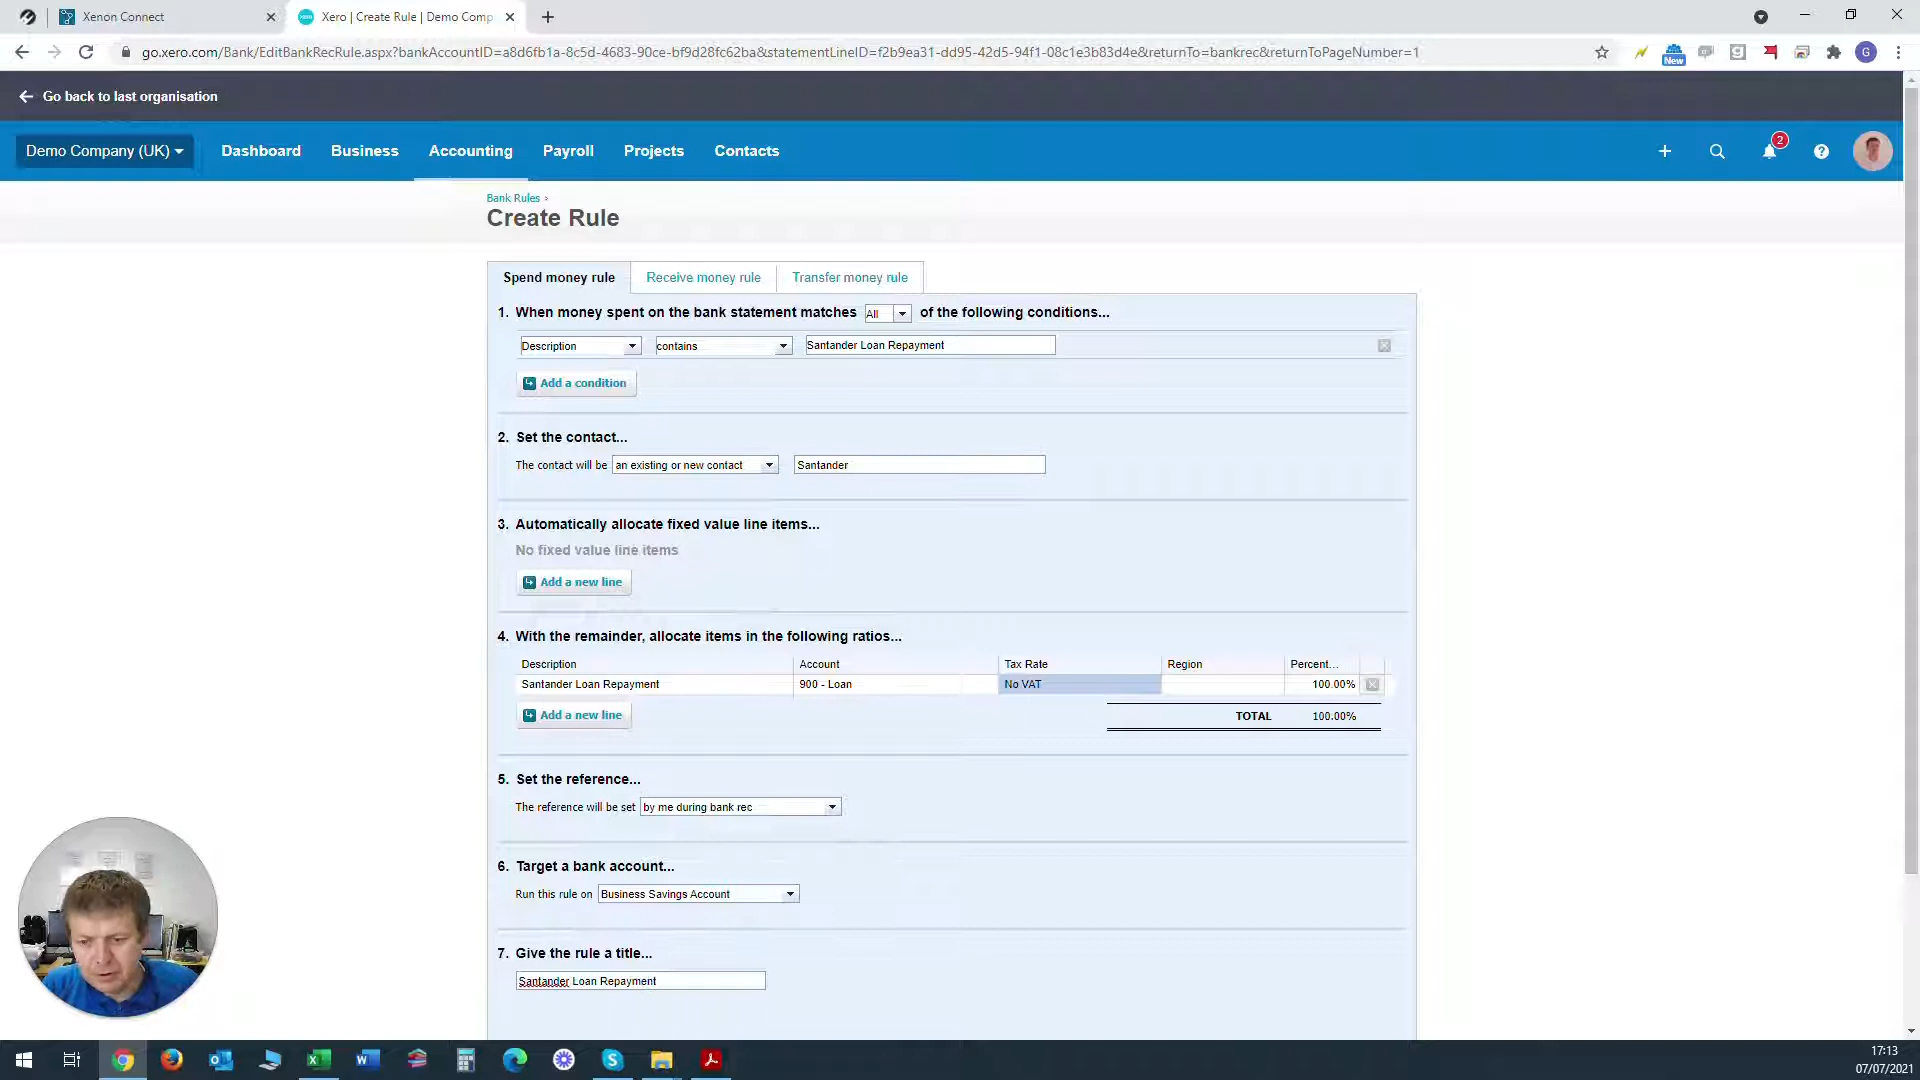 Xenon Connect
Xero | Create Rule | Demo Comp
go.xero.com/Bank/EditBankRecRule.aspx?bankAccountID=a8d6fb1a-8c5d-4683-90ce-bf9d28fc62ba&statementLineID=f2b9ea31-dd95-42d5-94f1-08c1e3b83d4e&returnTo=bankrec&returnToPageNumber=1
New
G
Go back to last organisation
Demo Company (UK)
Dashboard
Business
Accounting
Payroll
Projects
Contacts
2
Bank Rules ›
Create Rule
Spend money rule
Receive money rule
Transfer money rule
1. When money spent on the bank statement matches All of the following conditions...
Description contains Santander Loan Repayment
Add a condition
2. Set the contact...
The contact will be an existing or new contact Santander
3. Automatically allocate fixed value line items...
No fixed value line items
Add a new line
4. With the remainder, allocate items in the following ratios...
Description Account Tax Rate Region Percent...
Santander Loan Repayment 900 - Loan No VAT 100.00%
Add a new line
TOTAL 100.00%
5. Set the reference...
The reference will be set by me during bank rec
6. Target a bank account...
Run this rule on Business Savings Account
7. Give the rule a title...
Santander Loan Repayment
17:13
07/07/2021